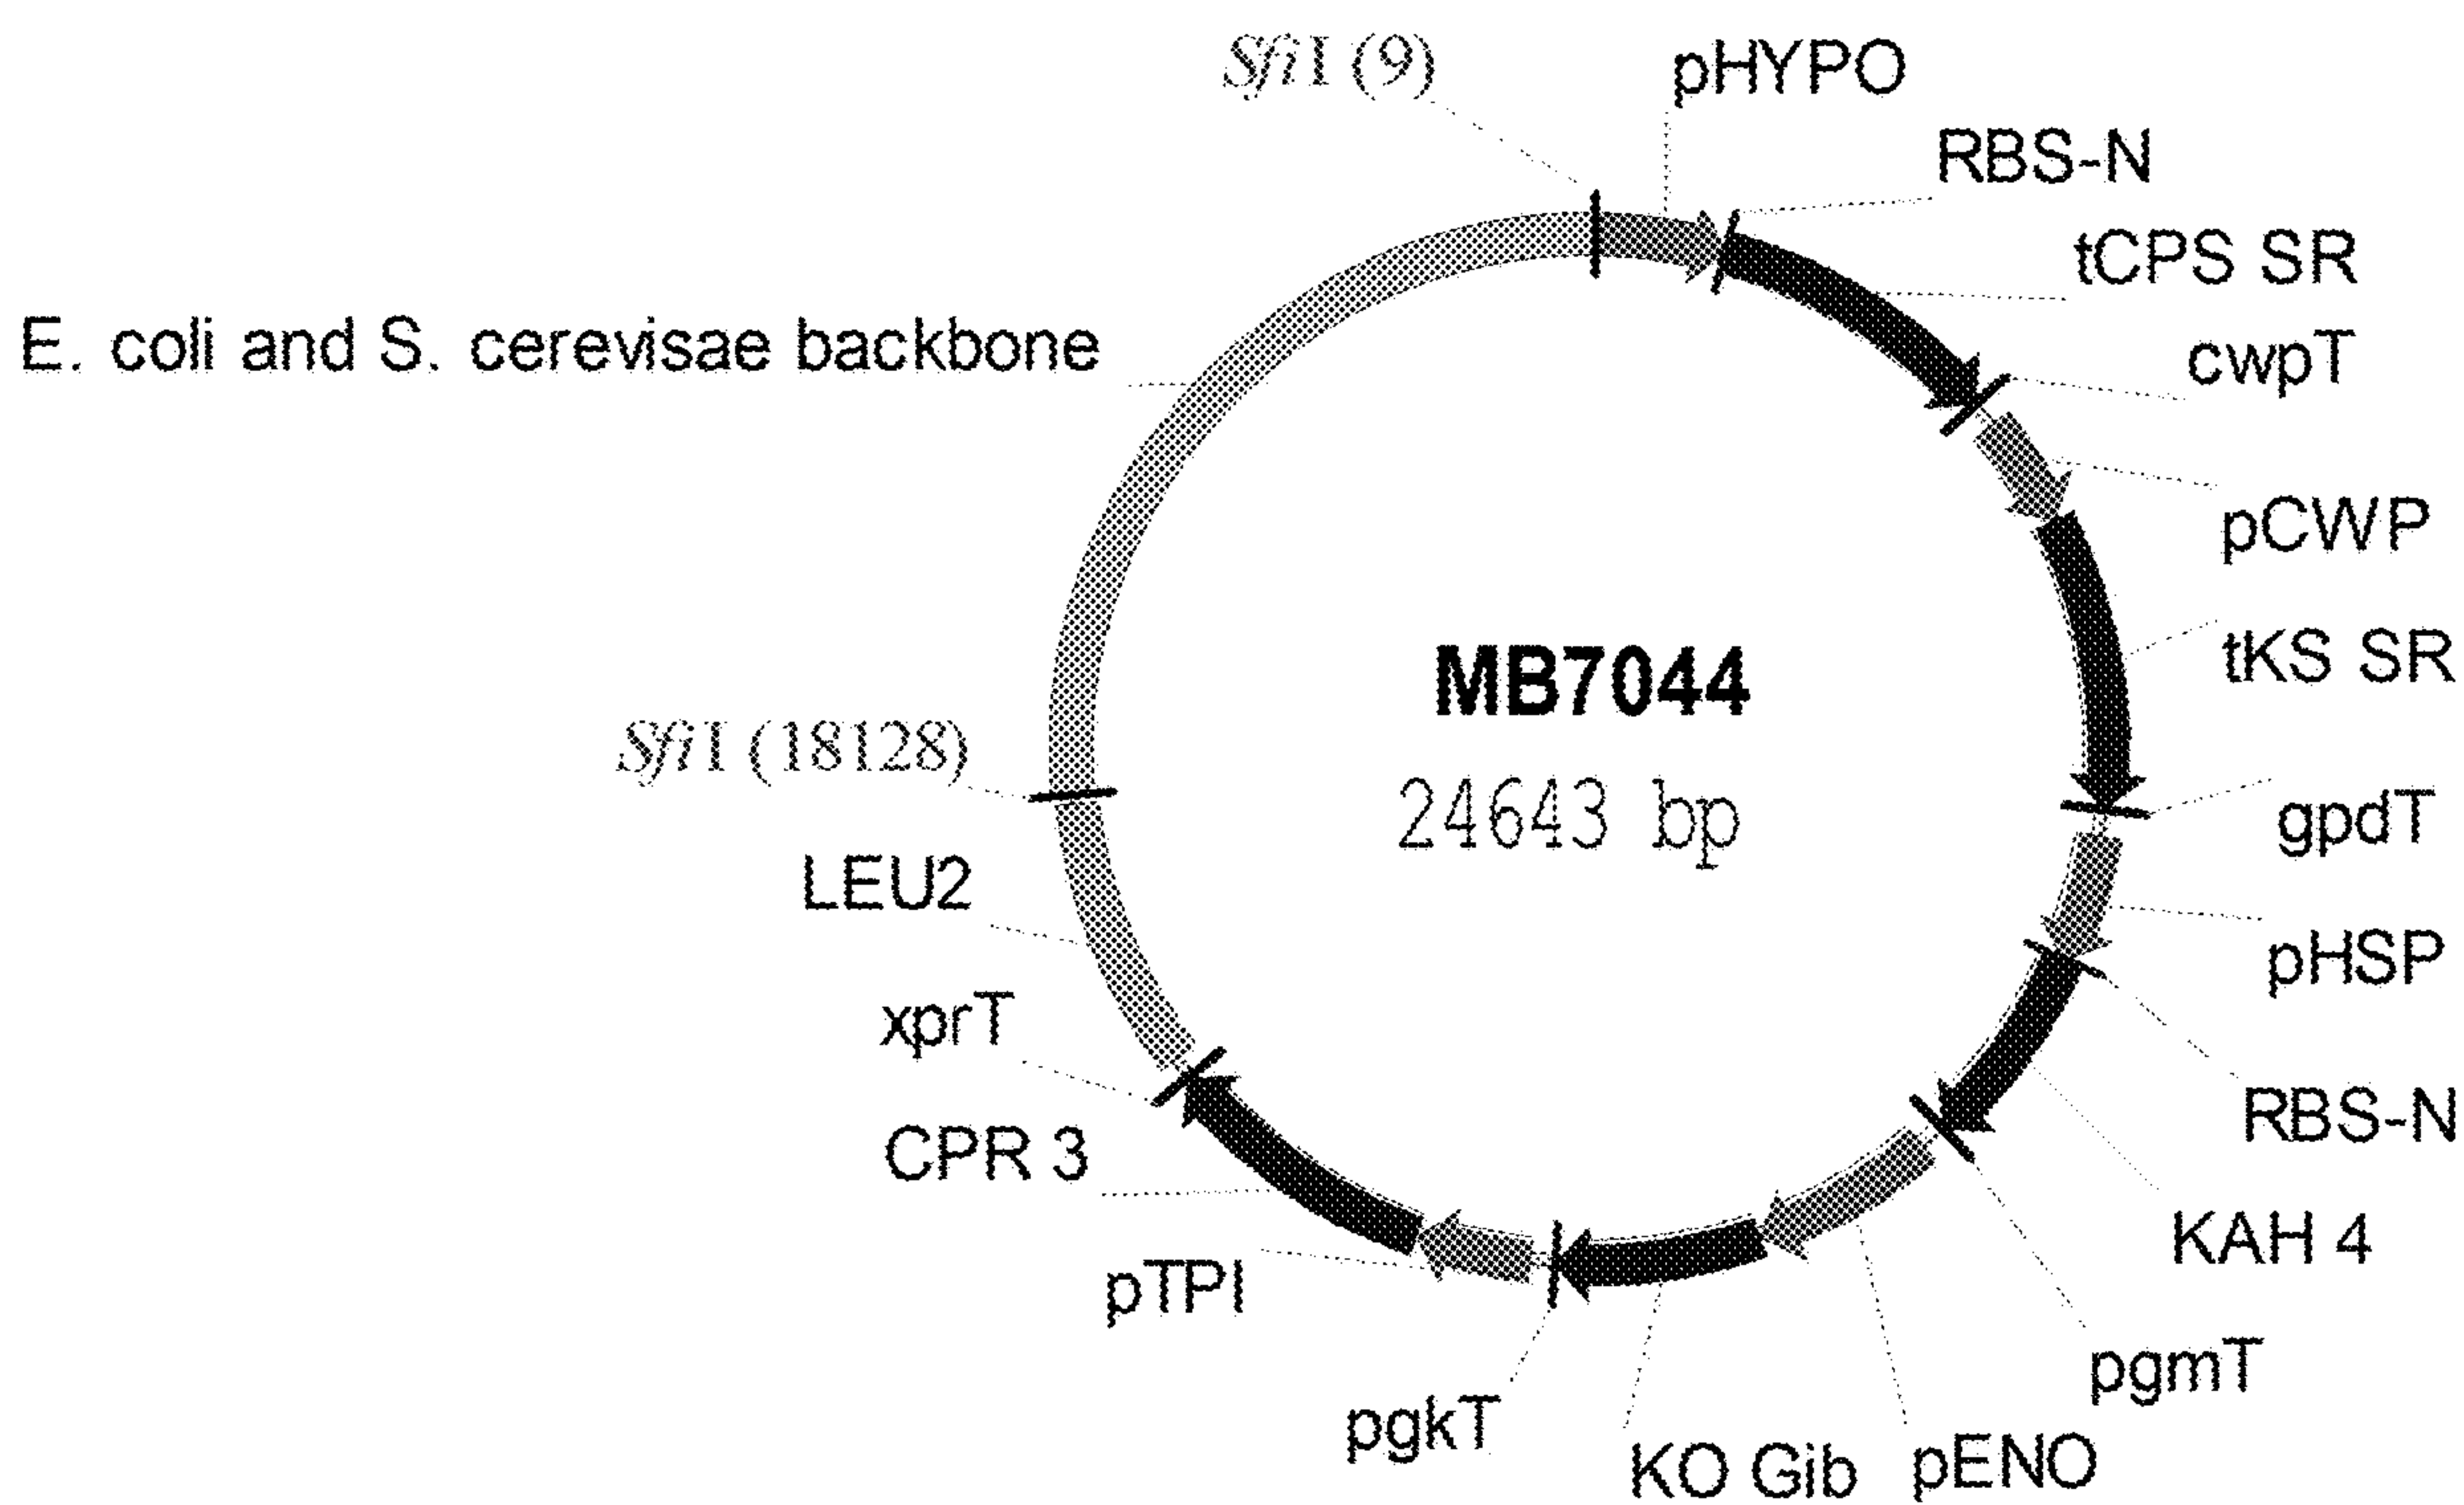 SfiI (9)
pHYPO
RBS-N
tCPS SR
E. coli and S. cerevisae backbone
cwpT
pCWP
MB7044
tKS SR
SfiI (18128)
24643 bp
gpdT
LEU2
pHSP
xprT
RBS-N
CPR 3
KAH 4
pTPI
pgmT
pgkT
KO Gib
pENO